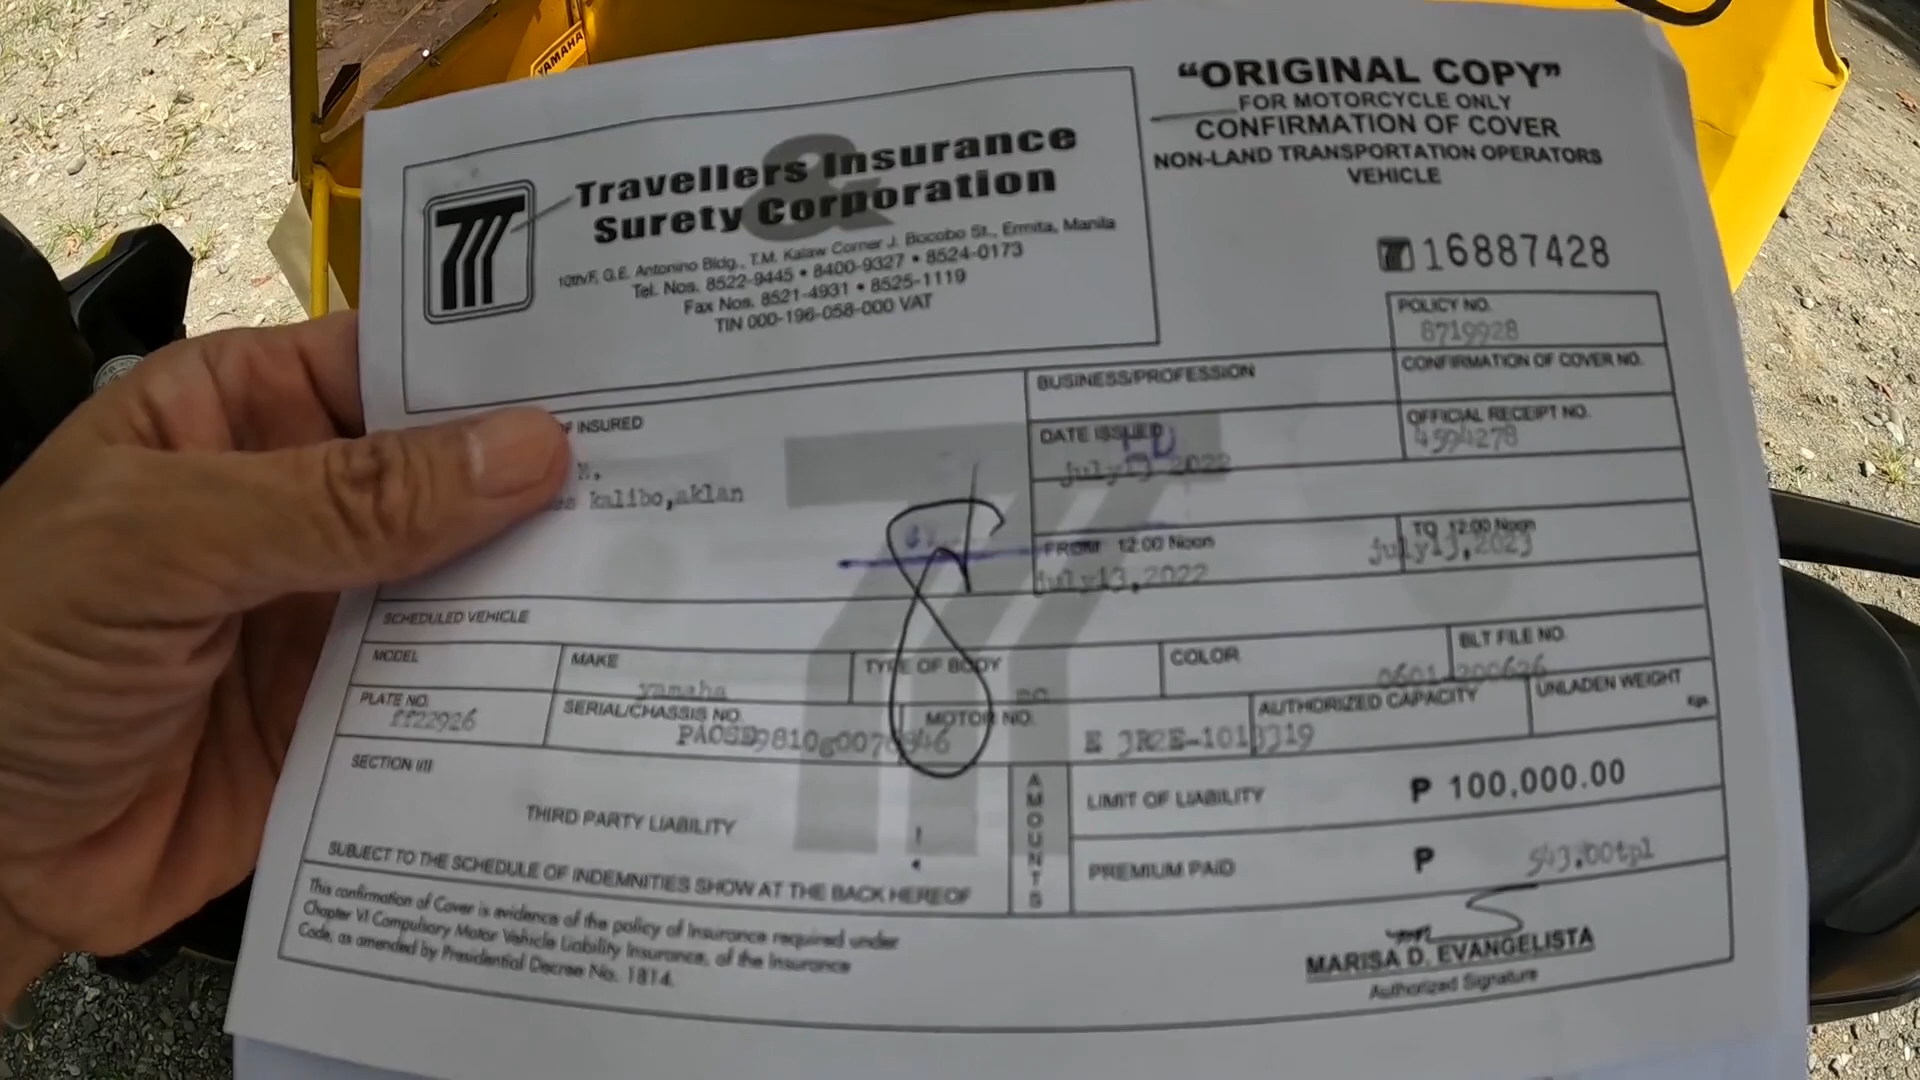 YAMAHA
"ORIGINAL COPY"
FOR MOTORCYCLE ONLY
CONFIRMATION OF COVER
NON-LAND TRANSPORTATION OPERATORS
VEHICLE
Travellers Insurance
&
Surety Corporation
10th/F, G.E. Antonino Bldg., T.M. Kalaw Corner J. Bocobo St., Ermita, Manila
Tel. Nos. 8522-9445 • 8400-9327 • 8524-0173
Fax Nos. 8521-4931 • 8525-1119
TIN 000-196-058-000 VAT
16887428
POLICY NO.
8719928
BUSINESS/PROFESSION
CONFIRMATION OF COVER NO.
OF INSURED
DATE ISSUED
july 13 2022
OFFICIAL RECEIPT NO.
4594278
M.
kalibo,aklan
FROM 12:00 Noon
july13,2022
TO 12:00 Noon
july13,2023
SCHEDULED VEHICLE
MODEL
MAKE
yamaha
TYPE OF BODY
COLOR
BLT FILE NO.
PLATE NO.
SERIAL/CHASSIS NO.
MOTOR NO.
AUTHORIZED CAPACITY
UNLADEN WEIGHT
Kgs.
SECTION I/II
THIRD PARTY LIABILITY
SUBJECT TO THE SCHEDULE OF INDEMNITIES SHOW AT THE BACK HEREOF
AMOUNTS
LIMIT OF LIABILITY
P 100,000.00
PREMIUM PAID
P 543.00tpl
This confirmation of Cover is evidence of the policy of Insurance required under
Chapter VI Compulsory Motor Vehicle Liability Insurance, of the Insurance
Code, as amended by Presidential Decree No. 1814.
MARISA D. EVANGELISTA
Authorized Signature